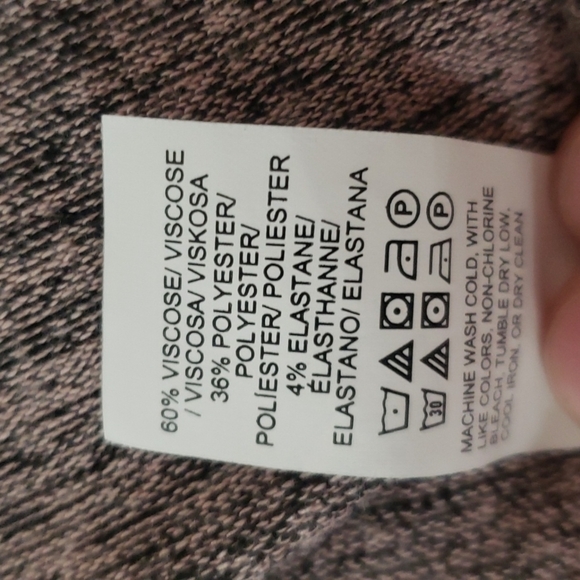 60% VISCOSE/ VISCOSE
/ VISCOSA/ VISKOSA
36% POLYESTER/
POLYESTER/
POLIÉSTER/ POLIESTER
4% ELASTANE/
ÉLASTHANNE/
ELASTANO/ ELASTANA
P
30 P
MACHINE WASH COLD, WITH
LIKE COLORS, NON-CHLORINE
BLEACH, TUMBLE DRY LOW,
COOL IRON, OR DRY CLEAN